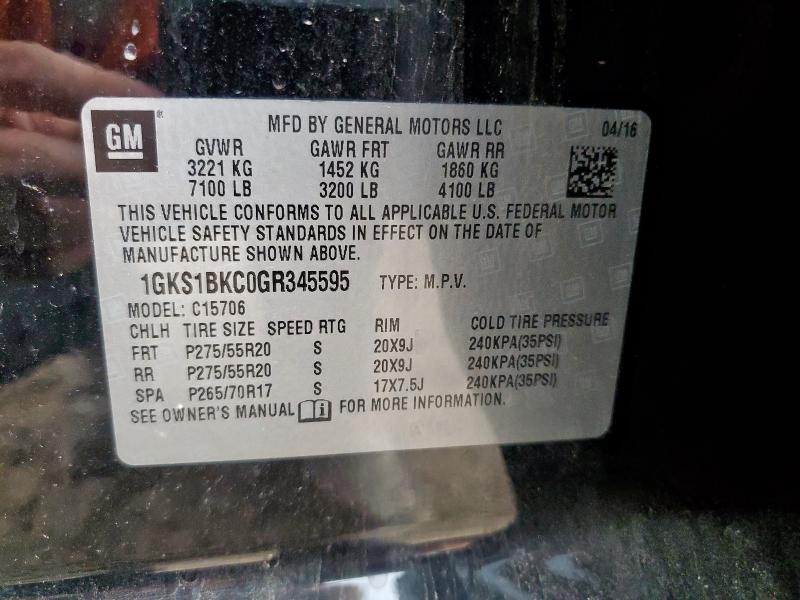 GM
MFD BY GENERAL MOTORS LLC 04/16
GVWR GAWR FRT GAWR RR
3221 KG 1452 KG 1860 KG
7100 LB 3200 LB 4100 LB
THIS VEHICLE CONFORMS TO ALL APPLICABLE U.S. FEDERAL MOTOR
VEHICLE SAFETY STANDARDS IN EFFECT ON THE DATE OF
MANUFACTURE SHOWN ABOVE.
1GKS1BKC0GR345595 TYPE: M.P.V.
MODEL: C15706
CHLH TIRE SIZE SPEED RTG RIM COLD TIRE PRESSURE
FRT P275/55R20 S 20X9J 240KPA(35PSI)
RR P275/55R20 S 20X9J 240KPA(35PSI)
SPA P265/70R17 S 17X7.5J 240KPA(35PSI)
SEE OWNER'S MANUAL FOR MORE INFORMATION.